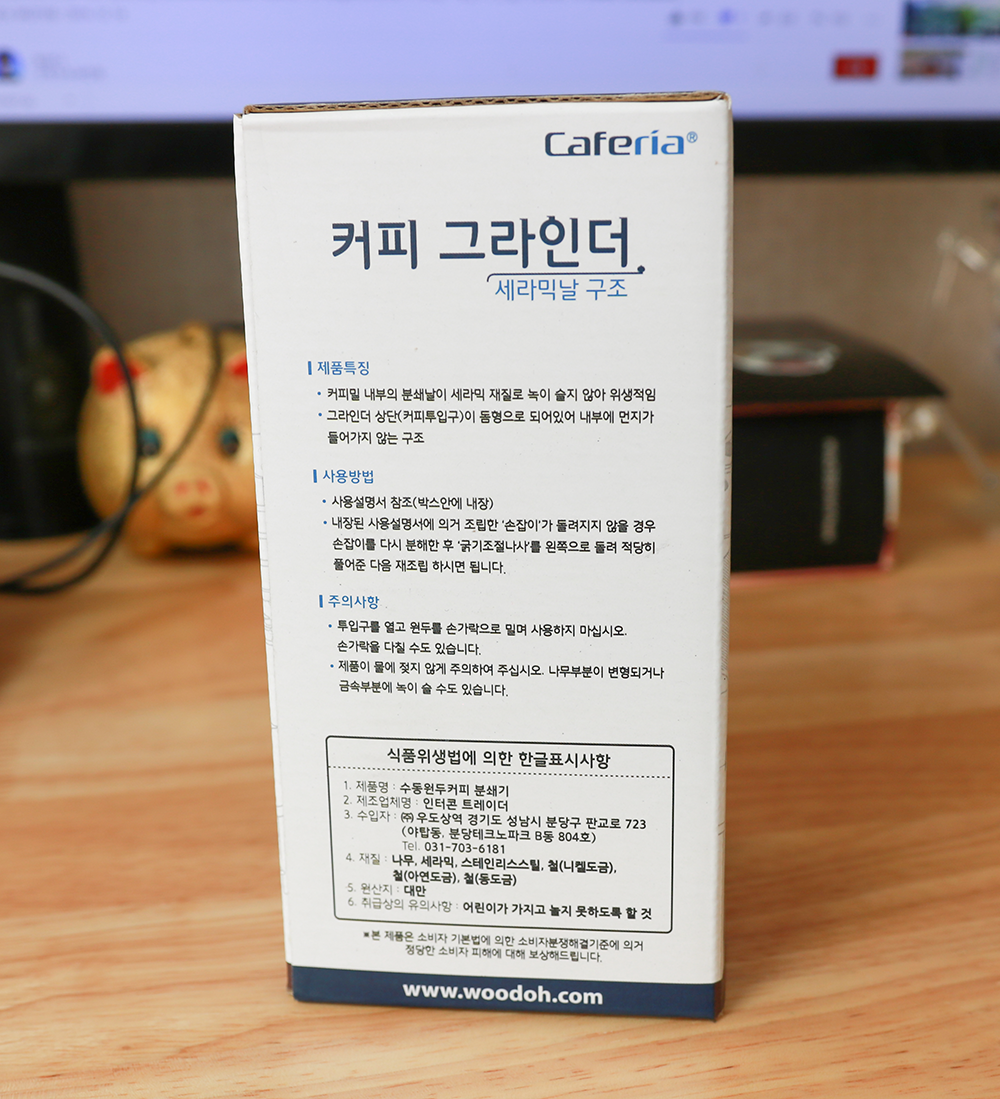 Caferia®
커피 그라인더
세라믹날 구조
제품특징
• 커피밀 내부의 분쇄날이 세라믹 재질로 녹이 슬지 않아 위생적임
• 그라인더 상단(커피투입구)이 돔형으로 되어있어 내부에 먼지가
들어가지 않는 구조
사용방법
• 사용설명서 참조(박스안에 내장)
• 내장된 사용설명서에 의거 조립한 '손잡이'가 돌려지지 않을 경우
손잡이를 다시 분해한 후 '굵기조절나사'를 왼쪽으로 돌려 적당히
풀어준 다음 재조립 하시면 됩니다.
주의사항
• 투입구를 열고 원두를 손가락으로 밀며 사용하지 마십시오.
손가락을 다칠 수도 있습니다.
• 제품이 물에 젖지 않게 주의하여 주십시오. 나무부분이 변형되거나
금속부분에 녹이 슬 수도 있습니다.
식품위생법에 의한 한글표시사항
1. 제품명 : 수동원두커피 분쇄기
2. 제조업체명 : 인터콘 트레이더
3. 수입자 : ㈜우도상역 경기도 성남시 분당구 판교로 723
(야탑동, 분당테크노파크 B동 804호)
Tel. 031-703-6181
4. 재질 : 나무, 세라믹, 스테인리스스틸, 철(니켈도금),
철(아연도금), 철(동도금)
5. 원산지 : 대만
6. 취급상의 유의사항 : 어린이가 가지고 놀지 못하도록 할 것
※본 제품은 소비자 기본법에 의한 소비자분쟁해결기준에 의거
정당한 소비자 피해에 대해 보상해드립니다.
www.woodoh.com